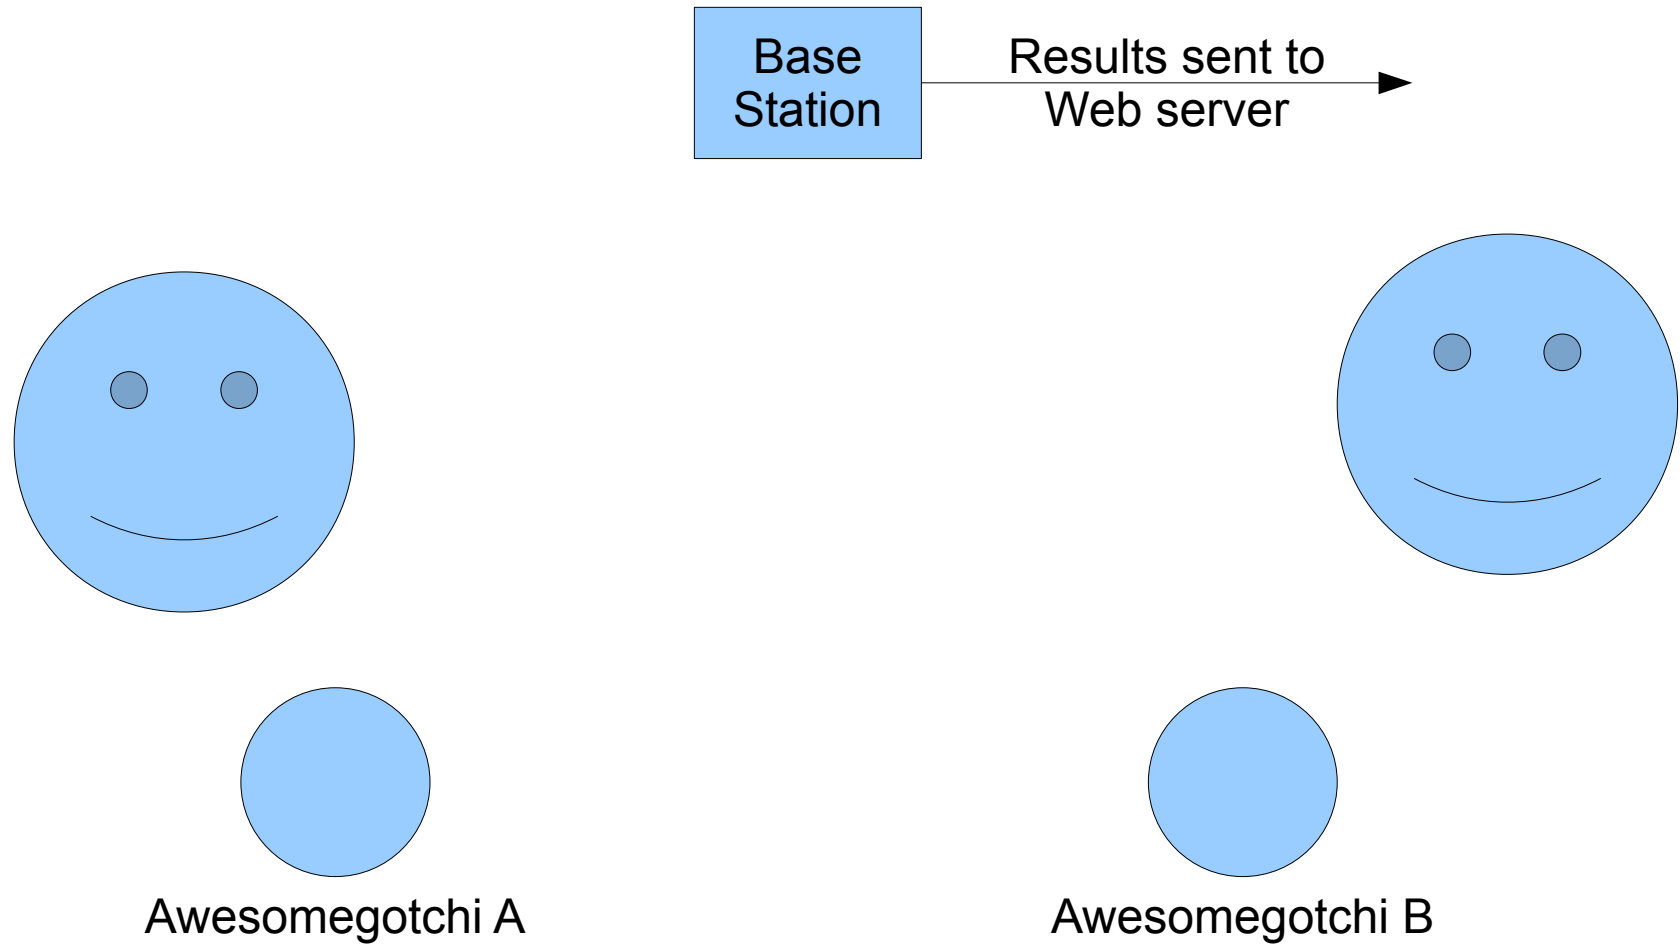 Base
Station
Results sent to
Web server
Awesomegotchi A
Awesomegotchi B